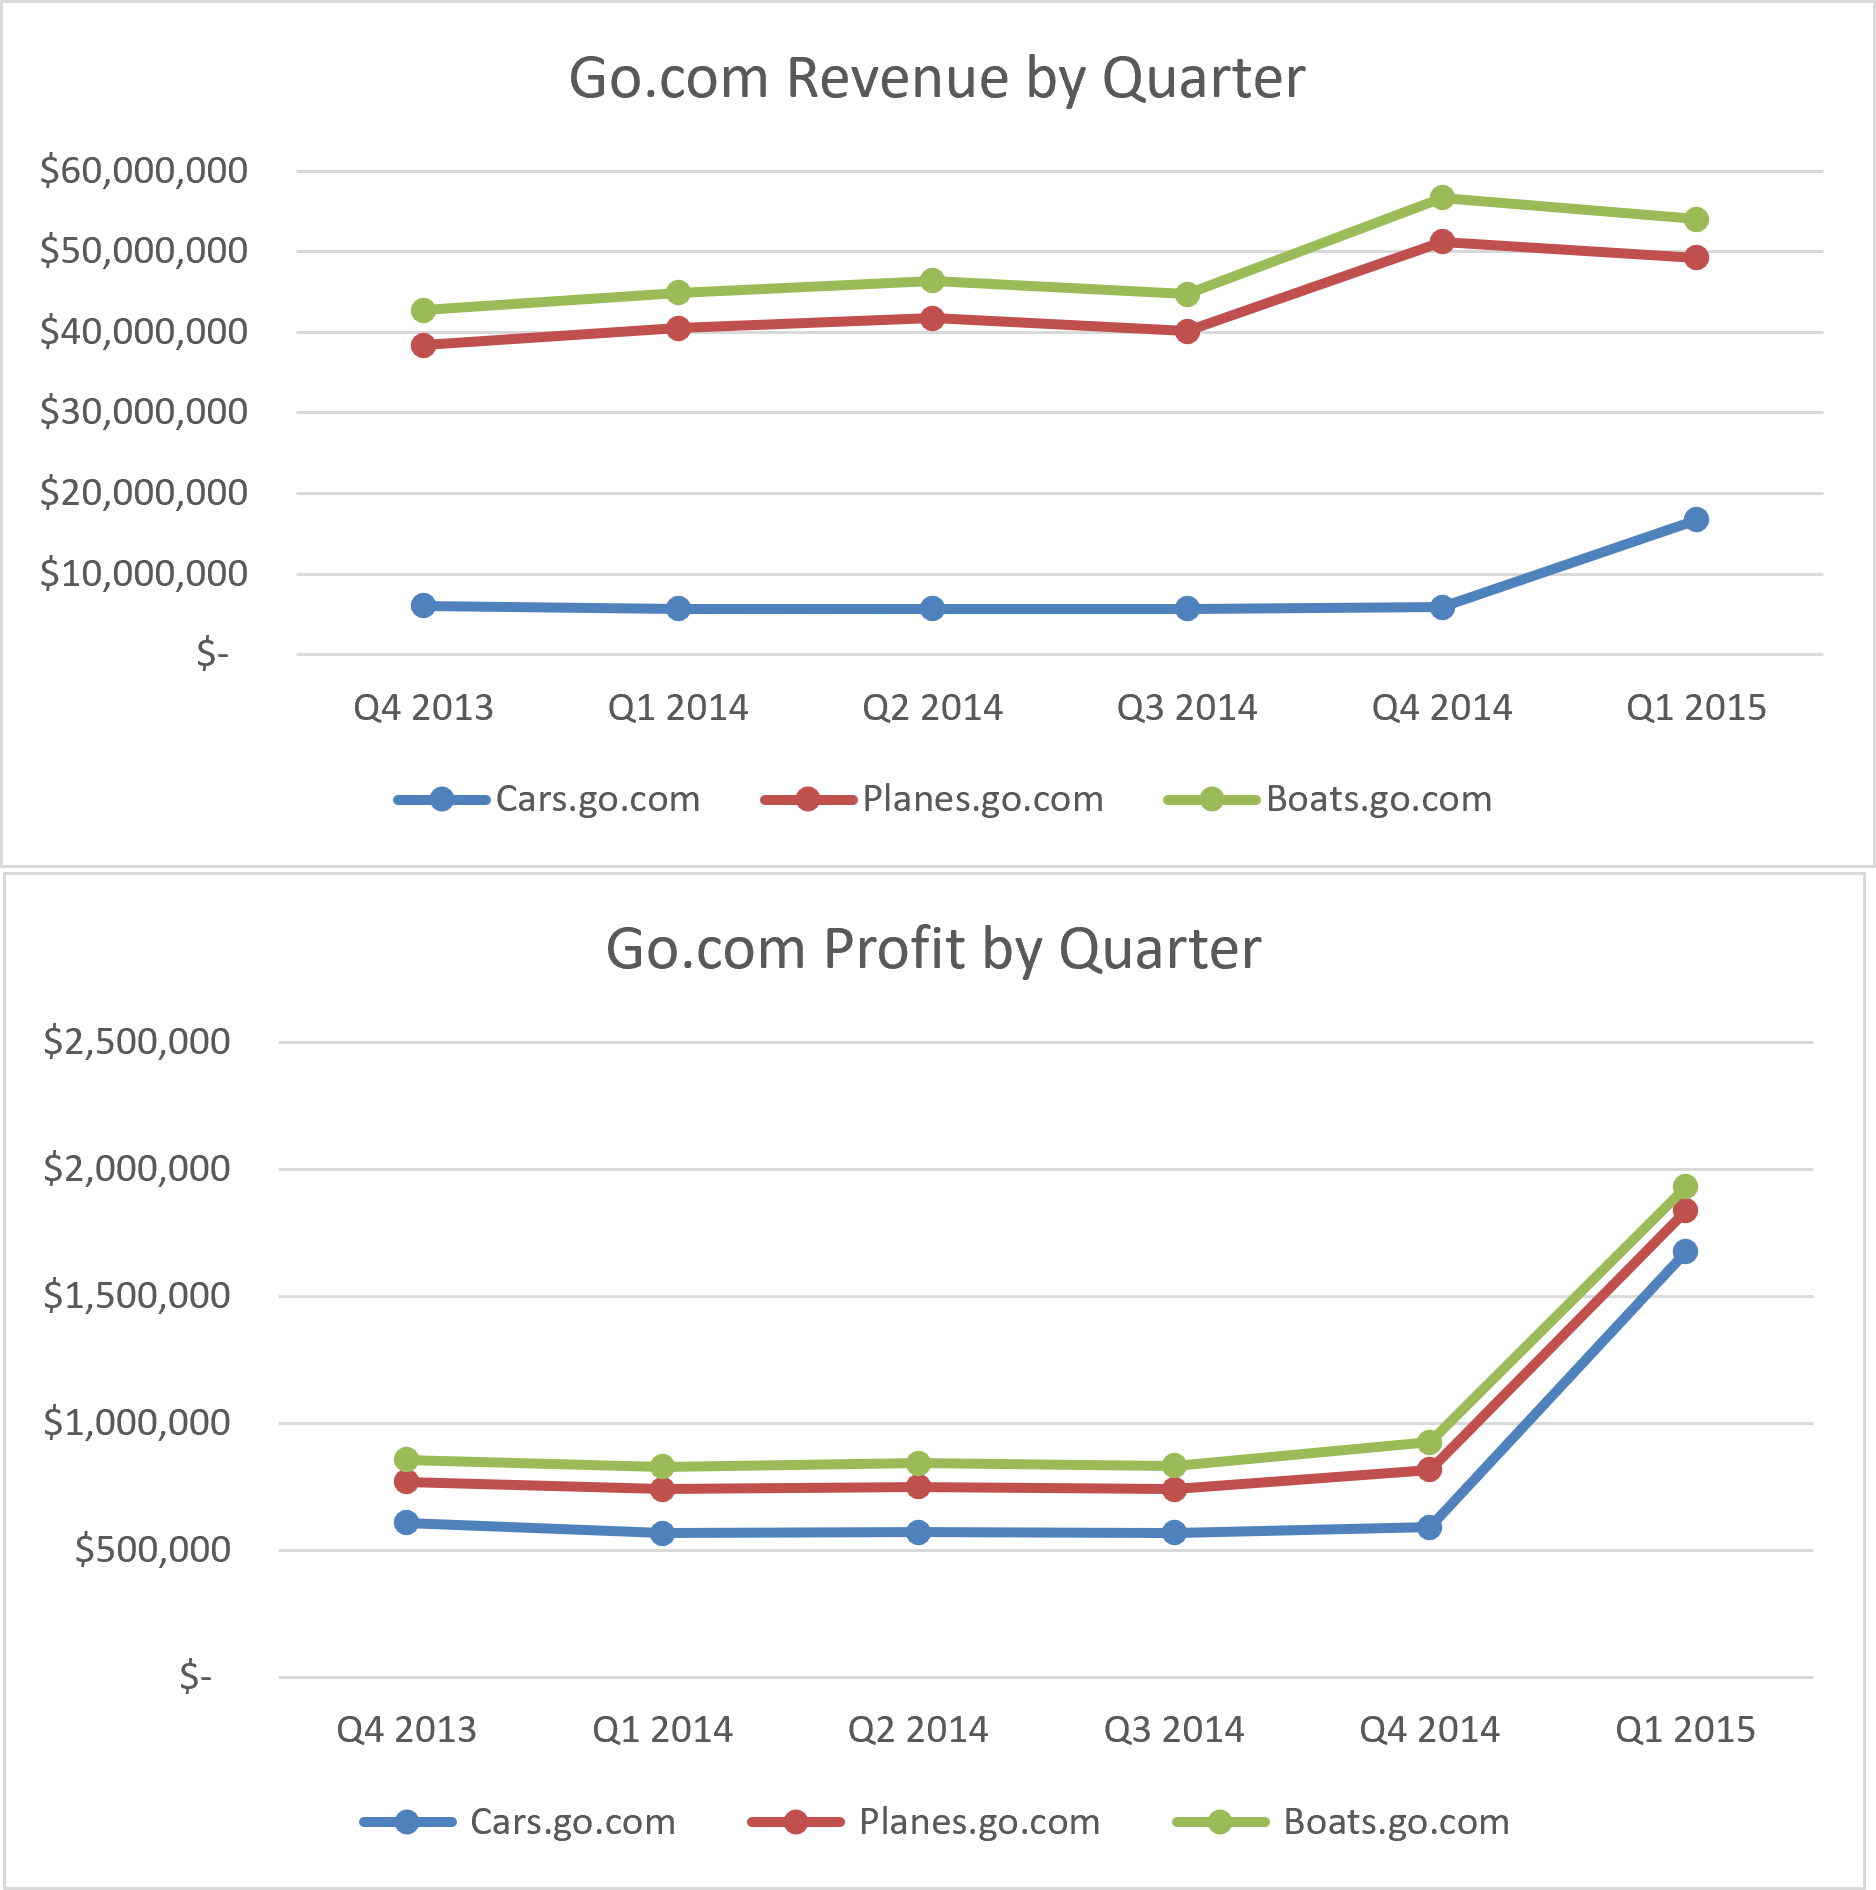 Go.com Revenue by Quarter
$60,000,000
$50,000,000
$40,000,000
$30,000,000
$20,000,000
$10,000,000
$-
Q4 2013 Q1 2014 Q2 2014 Q3 2014 Q4 2014 Q1 2015
Cars.go.com Planes.go.com Boats.go.com
Go.com Profit by Quarter
$2,500,000
$2,000,000
$1,500,000
$1,000,000
$500,000
$-
Q4 2013 Q1 2014 Q2 2014 Q3 2014 Q4 2014 Q1 2015
Cars.go.com Planes.go.com Boats.go.com